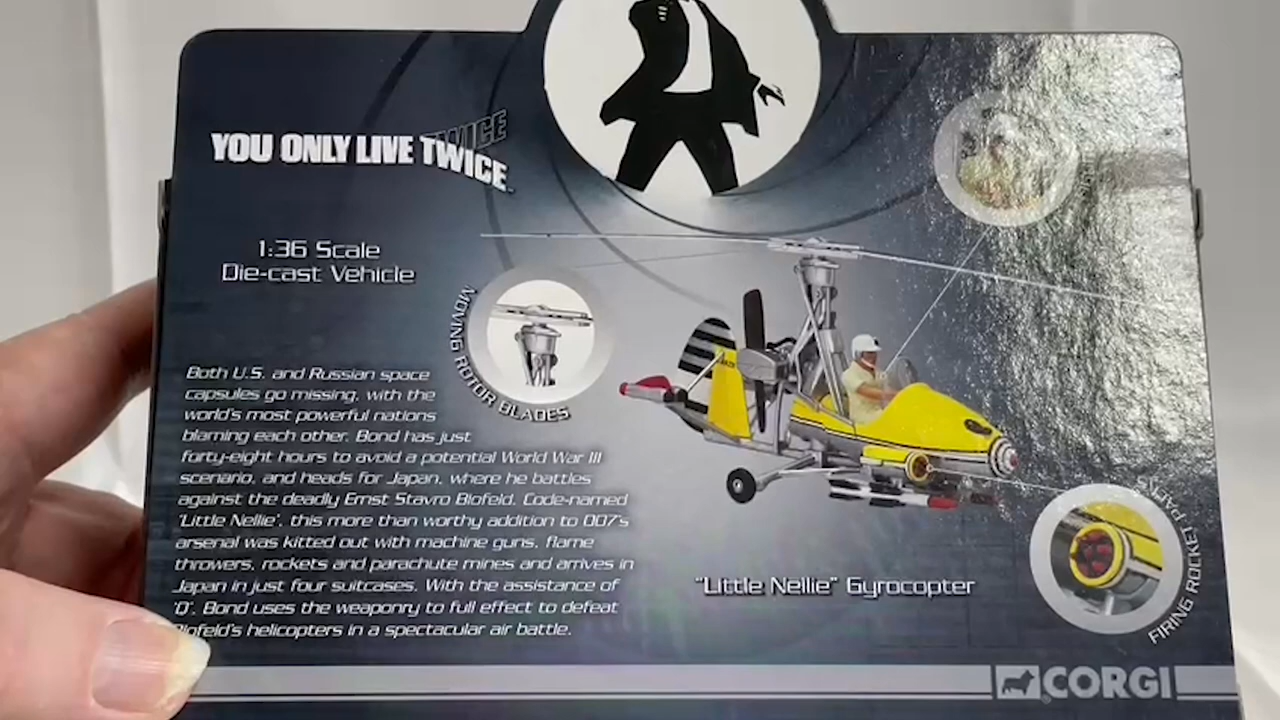 YOU ONLY LIVE TWICE
1:36 Scale
Die-cast Vehicle
MOVING ROTOR BLADES
Both U.S. and Russian space
capsules go missing, with the
world's most powerful nations
blaming each other. Bond has just
forty-eight hours to avoid a potential World War III
scenario, and heads for Japan, where he battles
against the deadly Ernst Stavro Blofeld. Code-named
'Little Nellie', this more than worthy addition to 007's
arsenal was kitted out with machine guns, flame
throwers, rockets and parachute mines and arrives in
Japan in just four suitcases. With the assistance of
'Q', Bond uses the weaponry to full effect to defeat
Blofeld's helicopters in a spectacular air battle.
"Little Nellie" Gyrocopter
FIRING ROCKET PACK
CORGI